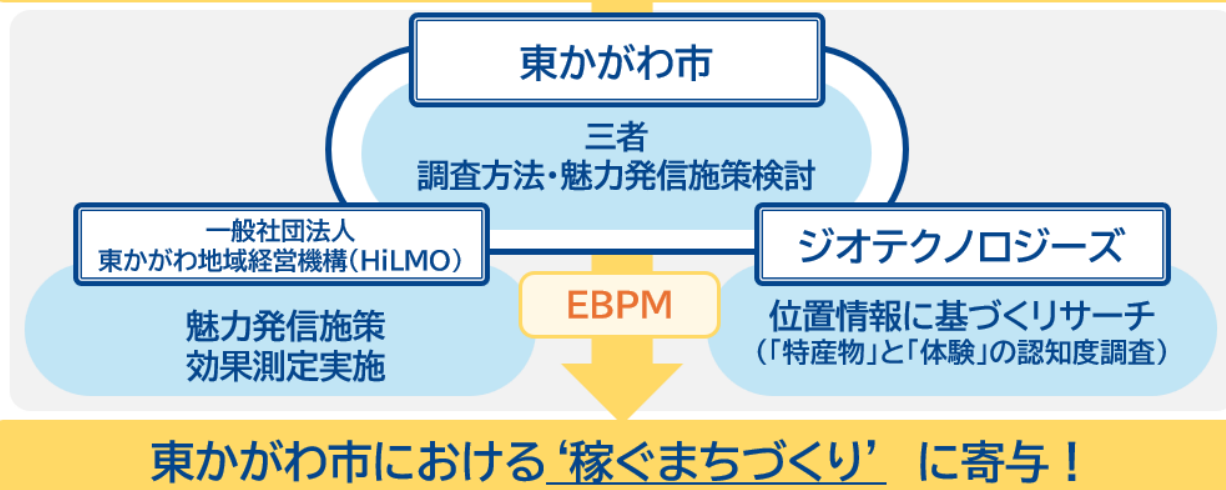 東かがわ市
三者
調査方法・魅力発信施策検討
一般社団法人
東かがわ地域経営機構(HiLMO)
ジオテクノロジーズ
EBPM
魅力発信施策
効果測定実施
位置情報に基づくリサーチ
(「特産物」と「体験」の認知度調査)
東かがわ市における‘稼ぐまちづくり’ に寄与!